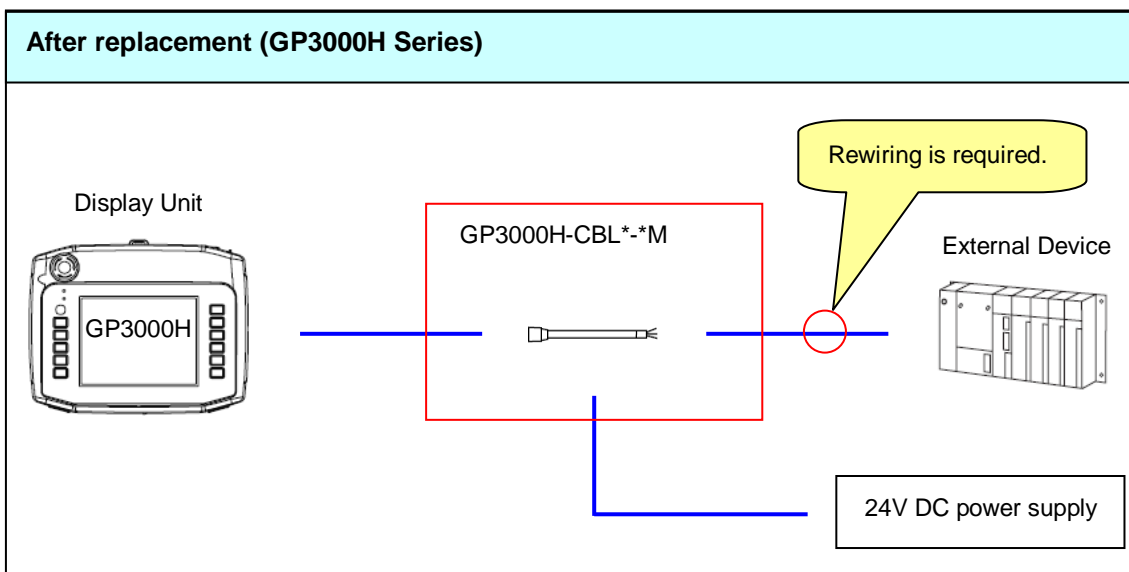 After replacement (GP3000H Series)
Rewiring is required.
Display Unit
GP3000H-CBL*-*M
External Device
GP3000H
24V DC power supply